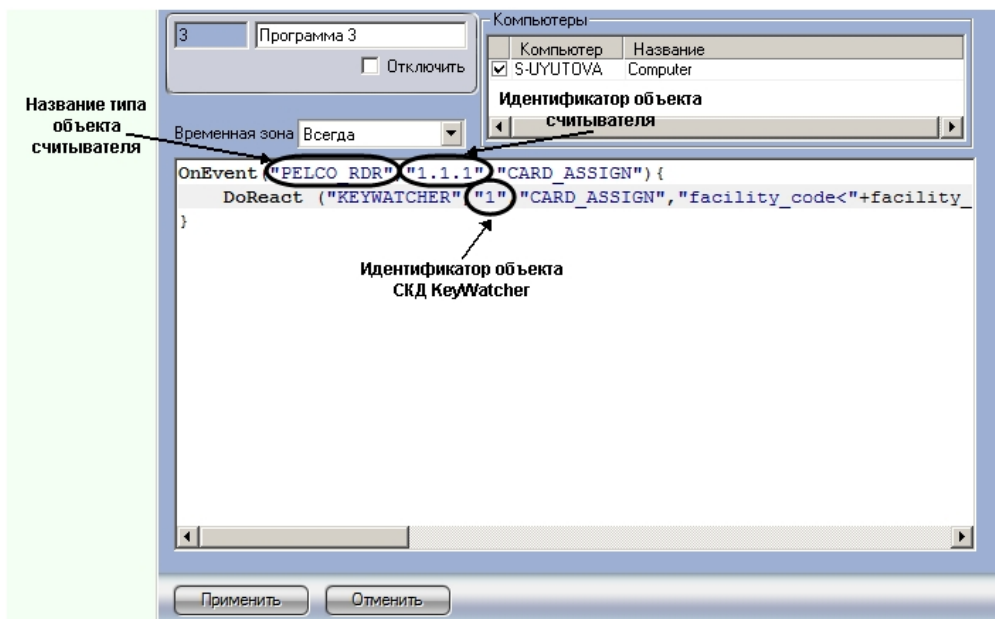 3
Программа 3
Отключить
Компьютеры
Компьютер Название
S-UYUTOVA Computer
Название типа
объекта
считывателя
Идентификатор объекта
считывателя
Временная зона Всегда
OnEvent ("PELCO_RDR","1.1.1","CARD_ASSIGN"){
DoReact ("KEYWATCHER","1","CARD_ASSIGN","facility_code<"+facility_
}
Идентификатор объекта
СКД KeyWatcher
Применить Отменить